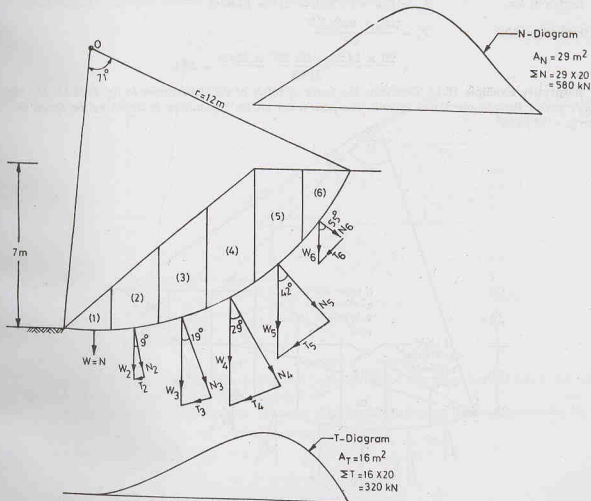 N-Diagram
A_N = 29 m²
ΣN = 29 X 20
= 580 kN
O
71°
r=12m
7m
(1)
(2)
(3)
(4)
(5)
(6)
55°
N6
T6
W6
42°
N5
W5
T5
29°
W4
N4
T4
19°
W3
N3
T3
9°
W2
N2
T2
W=N
T-Diagram
A_T = 16 m²
ΣT = 16 X 20
= 320 kN